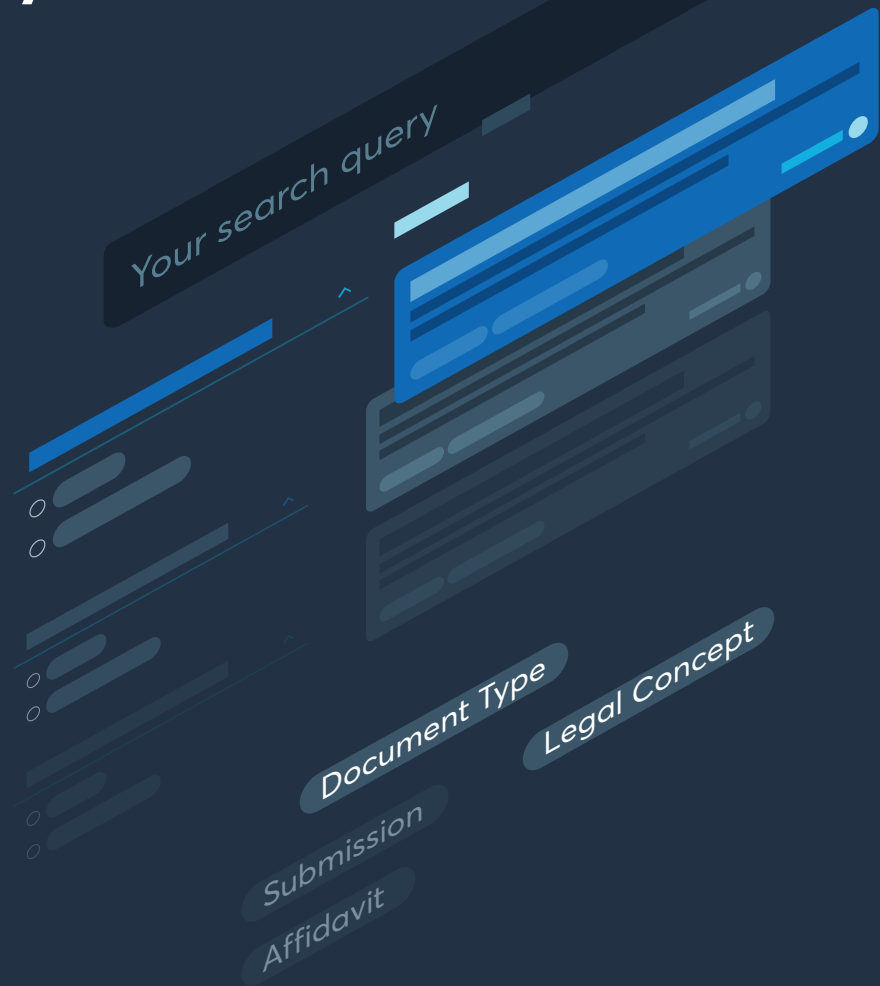 Your search query
Document Type
Legal Concept
Submission
Affidavit